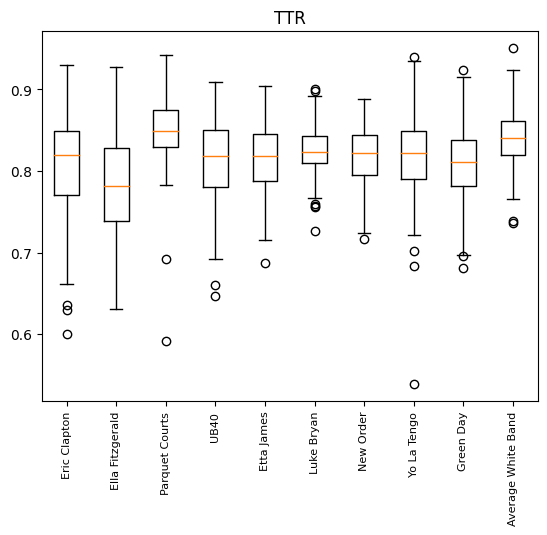 TTR
0.9
0.8
0.7
0.6
Eric Clapton
Ella Fitzgerald
Parquet Courts
UB40
Etta James
Luke Bryan
New Order
Yo La Tengo
Green Day
Average White Band